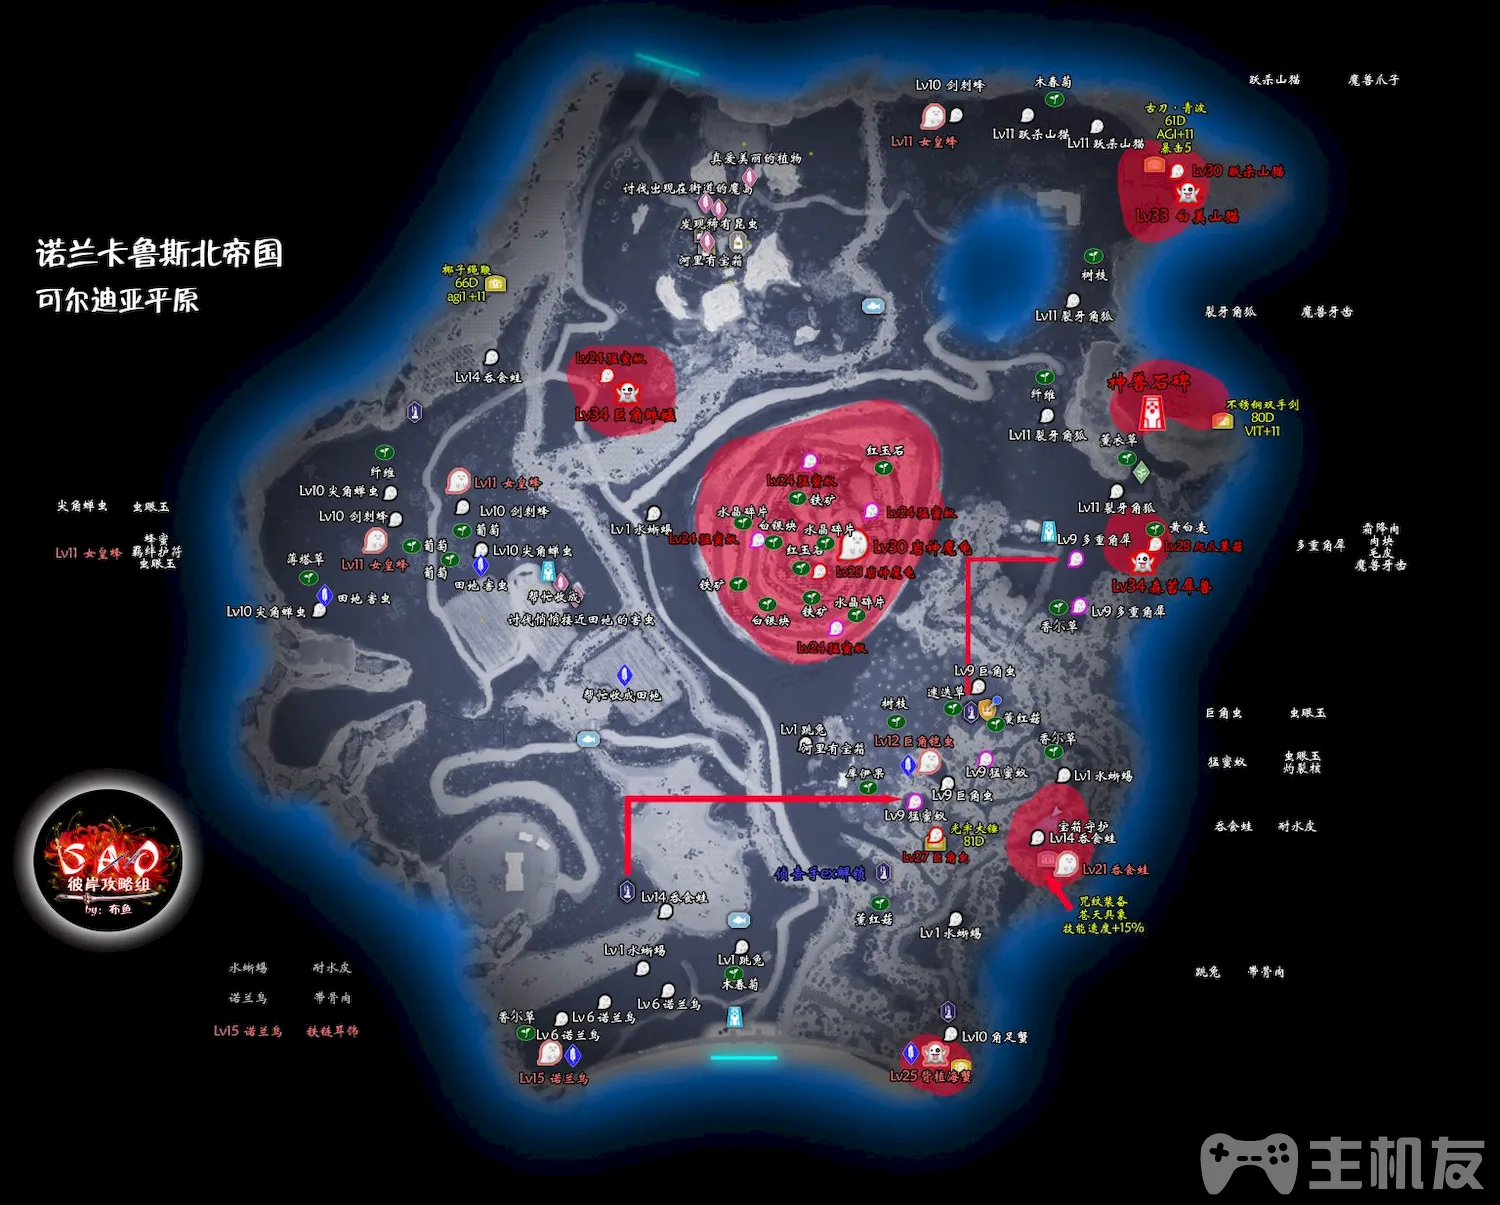 诺兰卡鲁斯北帝国
可尔迪亚平原
Lv10 剑刺蜂
木春菊
跃杀山猫
魔兽爪子
Lv11 女皇蜂
Lv11 跃杀山猫
Lv11 跃杀山猫
古刀·青波
61D
AGI+11
暴击5
Lv30 跃杀山猫
Lv33 白美山猫
真爱美丽的植物
讨伐出现在街道的魔岛
发现稀有昆虫
河里有宝箱
椰子绳鞭
66D
agi1+11
树枝
Lv11 裂牙角狐
裂牙角狐
魔兽牙齿
Lv14 吞食蛙
Lv24 猛蜜蚁
纤维
Lv11 裂牙角狐
神兽石碑
不锈钢双手剑
80D
VIT+11
薰衣草
Lv11 裂牙角狐
纤维
Lv10 尖角蝉虫
Lv10 剑刺蜂
Lv11 女皇蜂
Lv10 剑刺蜂
葡萄
葡萄
葡萄
Lv10 尖角蝉虫
Lv11 女皇蜂
田地害虫
薄塔草
田地害虫
Lv10 尖角蝉虫
尖角蝉虫
虫眼玉
Lv11 女皇蜂
蜂蜜
羁绊护符
虫眼玉
帮忙收成
讨伐悄悄接近田地的害虫
帮忙收成田地
Lv1 水蜥蜴
红玉石
Lv24 猛蜜蚁
铁矿
水晶碎片
白银块
水晶碎片
Lv24 猛蜜蚁
Lv24 猛蜜蚁
红玉石
Lv30 岩神魔龟
Lv28 岩神魔龟
铁矿
白银块
铁矿
水晶碎片
Lv24 猛蜜蚁
Lv9 多重角犀
黄白麦
Lv34 森苔犀兽
香尔草
Lv9 多重角犀
多重角犀
霜降肉
肉块
毛皮
魔兽牙齿
Lv9 巨角虫
迷迭草
薰红菇
树枝
香尔草
Lv1 跳兔
河里有宝箱
Lv12 巨角铠虫
库伊果
Lv9 猛蜜蚁
Lv9 巨角虫
Lv1 水蜥蜴
Lv9 猛蜜蚁
光宗大锤
81D
Lv27 巨角虫
宝箱守护
Lv14 吞食蛙
Lv21 吞食蛙
咒纹装备
苍天具象
技能速度+15%
巨角虫
虫眼玉
猛蜜蚁
虫眼玉
灼裂核
吞食蛙
耐水皮
侦查手ex解锁
薰红菇
Lv1 水蜥蜴
Lv14 吞食蛙
Lv1 水蜥蜴
Lv1 跳兔
木春菊
Lv6 诺兰鸟
Lv6 诺兰鸟
Lv6 诺兰鸟
香尔草
Lv15 诺兰鸟
Lv10 角足蟹
Lv25 背植海蟹
跳兔
带骨肉
水蜥蜴
耐水皮
诺兰鸟
带骨肉
Lv15 诺兰鸟
铁链耳饰
SAO
彼岸攻略组
by：布鱼
主机友